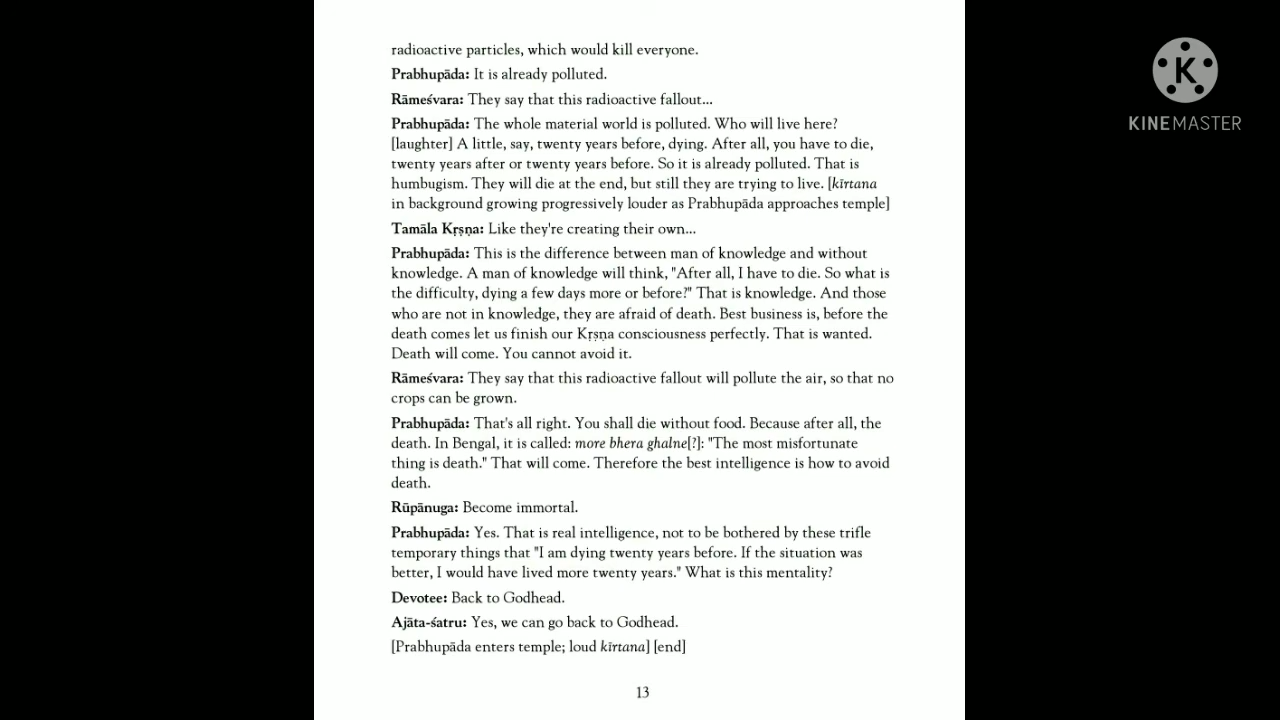 radioactive particles, which would kill everyone.
Prabhupāda: It is already polluted.
Rāmeśvara: They say that this radioactive fallout...
Prabhupāda: The whole material world is polluted. Who will live here?
[laughter] A little, say, twenty years before, dying. After all, you have to die,
twenty years after or twenty years before. So it is already polluted. That is
humbugism. They will die at the end, but still they are trying to live. [kīrtana
in background growing progressively louder as Prabhupāda approaches temple]
Tamāla Kṛṣṇa: Like they're creating their own...
Prabhupāda: This is the difference between man of knowledge and without
knowledge. A man of knowledge will think, "After all, I have to die. So what is
the difficulty, dying a few days more or before?" That is knowledge. And those
who are not in knowledge, they are afraid of death. Best business is, before the
death comes let us finish our Kṛṣṇa consciousness perfectly. That is wanted.
Death will come. You cannot avoid it.
Rāmeśvara: They say that this radioactive fallout will pollute the air, so that no
crops can be grown.
Prabhupāda: That's all right. You shall die without food. Because after all, the
death. In Bengal, it is called: more bhera ghalne[?]: "The most misfortunate
thing is death." That will come. Therefore the best intelligence is how to avoid
death.
Rūpānuga: Become immortal.
Prabhupāda: Yes. That is real intelligence, not to be bothered by these trifle
temporary things that "I am dying twenty years before. If the situation was
better, I would have lived more twenty years." What is this mentality?
Devotee: Back to Godhead.
Ajāta-śatru: Yes, we can go back to Godhead.
[Prabhupāda enters temple; loud kīrtana] [end]
13
K
KINEMASTER